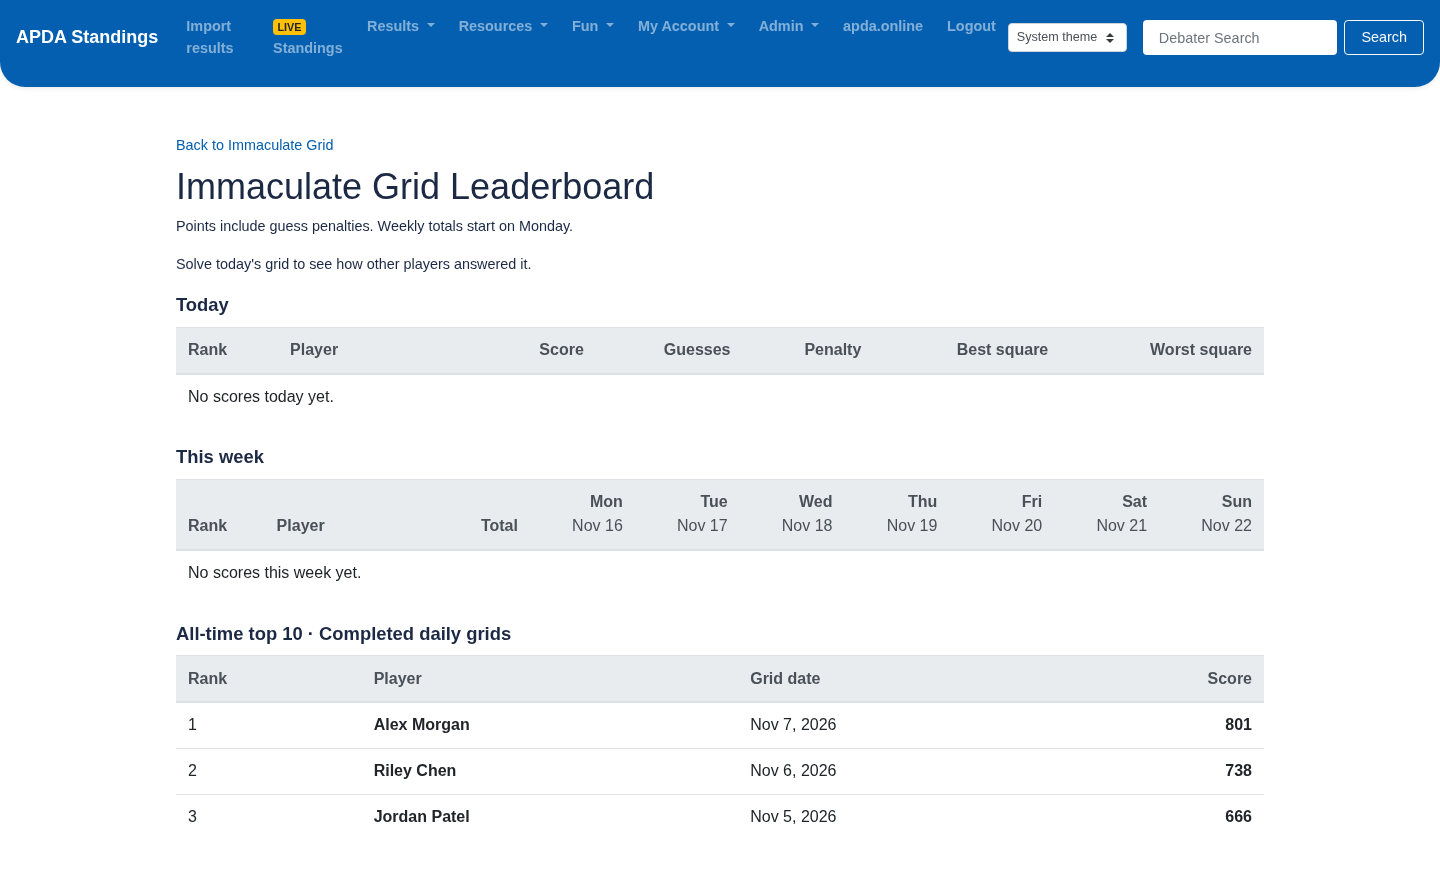 APDA Standings
Import results
LIVE Standings
Results
Resources
Fun
My Account
Admin
apda.online
Logout
System theme
Debater Search
Search
Back to Immaculate Grid
Immaculate Grid Leaderboard
Points include guess penalties. Weekly totals start on Monday.
Solve today's grid to see how other players answered it.
Today
Rank Player Score Guesses Penalty Best square Worst square
No scores today yet.
This week
Mon Tue Wed Thu Fri Sat Sun
Rank Player Total Nov 16 Nov 17 Nov 18 Nov 19 Nov 20 Nov 21 Nov 22
No scores this week yet.
All-time top 10 · Completed daily grids
Rank Player Grid date Score
1 Alex Morgan Nov 7, 2026 801
2 Riley Chen Nov 6, 2026 738
3 Jordan Patel Nov 5, 2026 666